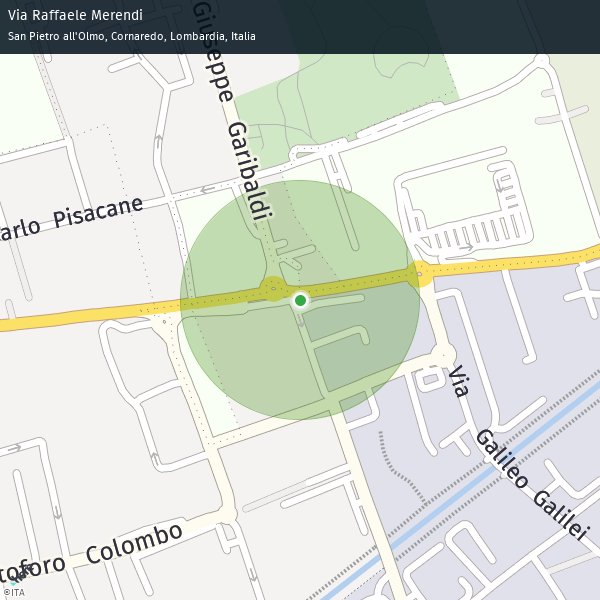 Via Raffaele Merendi
San Pietro all'Olmo, Cornaredo, Lombardia, Italia
Giuseppe Garibaldi
arlo Pisacane
Via Galileo Galilei
toforo Colombo
©ITA